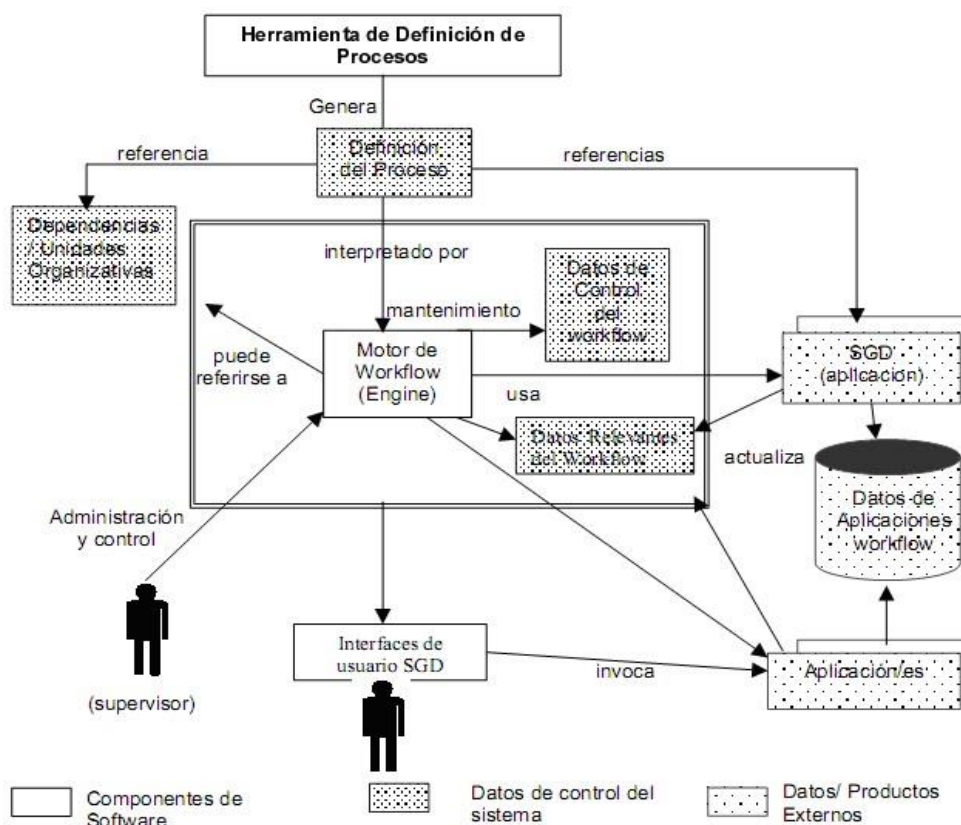 Herramienta de Definición de
Procesos
Genera
referencia
Definición
del Proceso
referencias
Dependencias
/ Unidades
Organizativas
interpretado por
Datos de
Control
del
workflow
mantenimiento
puede
referirse a
Motor de
Workflow
(Engine)
usa
SGD
(aplicacion)
Datos Relevantes
del Workflow
actualiza
Datos de
Aplicaciones
workflow
Administración
y control
(supervisor)
Interfaces de
usuario SGD
invoca
Aplicación/es
Componentes de
Software
Datos de control del
sistema
Datos/ Productos
Externos